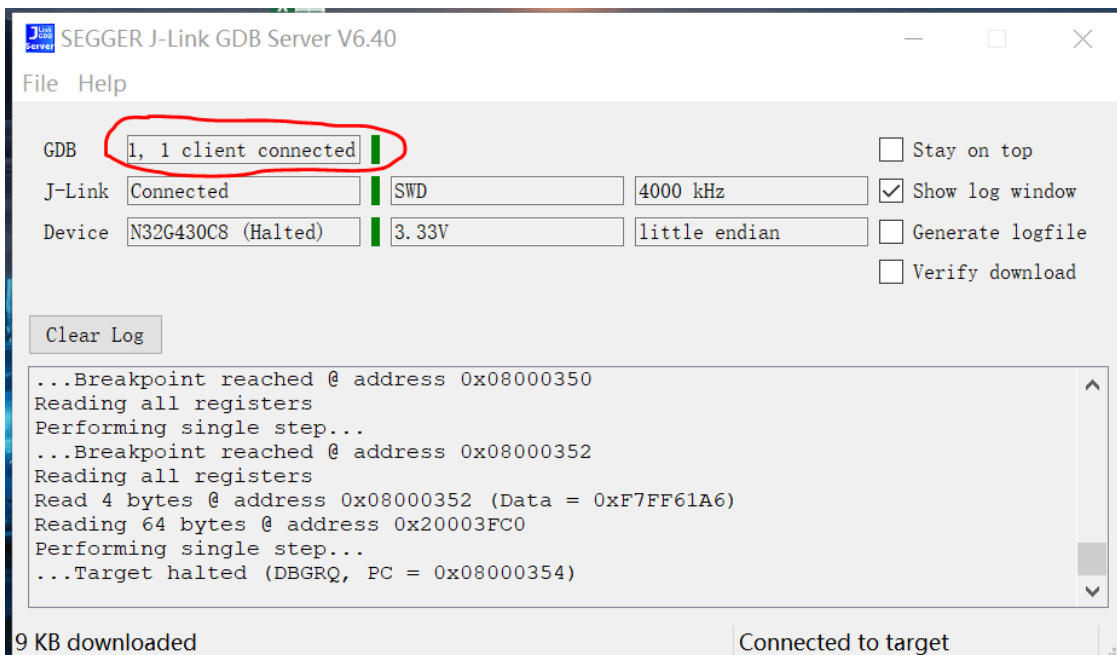 SEGGER J-Link GDB Server V6.40
File Help
GDB 1, 1 client connected Stay on top
J-Link Connected SWD 4000 kHz Show log window
Device N32G430C8 (Halted) 3.33V little endian Generate logfile
Verify download
Clear Log
...Breakpoint reached @ address 0x08000350
Reading all registers
Performing single step...
...Breakpoint reached @ address 0x08000352
Reading all registers
Read 4 bytes @ address 0x08000352 (Data = 0xF7FF61A6)
Reading 64 bytes @ address 0x20003FC0
Performing single step...
...Target halted (DBGRQ, PC = 0x08000354)
9 KB downloaded Connected to target